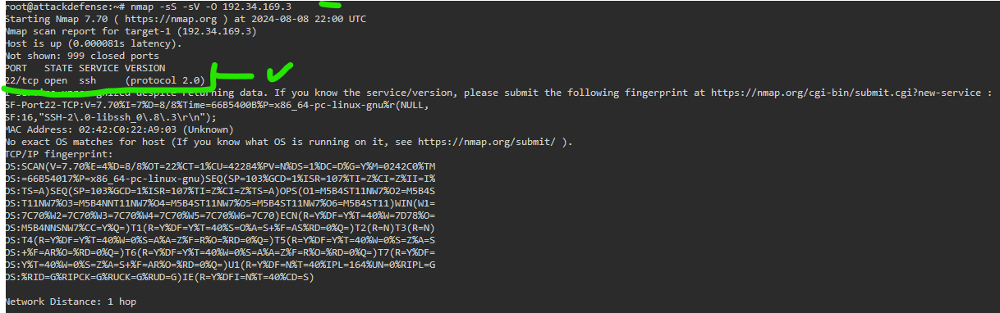 root@attackdefense:~# nmap -sS -sV -O 192.34.169.3
Starting Nmap 7.70 ( https://nmap.org ) at 2024-08-08 22:00 UTC
Nmap scan report for target-1 (192.34.169.3)
Host is up (0.000081s latency).
Not shown: 999 closed ports
PORT   STATE SERVICE VERSION
22/tcp open  ssh     (protocol 2.0)
1 service unrecognized despite returning data. If you know the service/version, please submit the following fingerprint at https://nmap.org/cgi-bin/submit.cgi?new-service :
SF-Port22-TCP:V=7.70%I=7%D=8/8%Time=66B5400B%P=x86_64-pc-linux-gnu%r(NULL,
SF:16,"SSH-2\.0-libssh_0\.8\.3\r\n");
MAC Address: 02:42:C0:22:A9:03 (Unknown)
No exact OS matches for host (If you know what OS is running on it, see https://nmap.org/submit/ ).
TCP/IP fingerprint:
OS:SCAN(V=7.70%E=4%D=8/8%OT=22%CT=1%CU=42284%PV=N%DS=1%DC=D%G=Y%M=0242C0%TM
OS:=66B54017%P=x86_64-pc-linux-gnu)SEQ(SP=103%GCD=1%ISR=107%TI=Z%CI=Z%II=I%
OS:TS=A)SEQ(SP=103%GCD=1%ISR=107%TI=Z%CI=Z%TS=A)OPS(O1=M5B4ST11NW7%O2=M5B4S
OS:T11NW7%O3=M5B4NNT11NW7%O4=M5B4ST11NW7%O5=M5B4ST11NW7%O6=M5B4ST11)WIN(W1=
OS:7C70%W2=7C70%W3=7C70%W4=7C70%W5=7C70%W6=7C70)ECN(R=Y%DF=Y%T=40%W=7D78%O=
OS:M5B4NNSNW7%CC=Y%Q=)T1(R=Y%DF=Y%T=40%S=O%A=S+%F=AS%RD=0%Q=)T2(R=N)T3(R=N)
OS:T4(R=Y%DF=Y%T=40%W=0%S=A%A=Z%F=R%O=%RD=0%Q=)T5(R=Y%DF=Y%T=40%W=0%S=Z%A=S
OS:+%F=AR%O=%RD=0%Q=)T6(R=Y%DF=Y%T=40%W=0%S=A%A=Z%F=R%O=%RD=0%Q=)T7(R=Y%DF=
OS:Y%T=40%W=0%S=Z%A=S+%F=AR%O=%RD=0%Q=)U1(R=Y%DF=N%T=40%IPL=164%UN=0%RIPL=G
OS:%RID=G%RIPCK=G%RUCK=G%RUD=G)IE(R=Y%DFI=N%T=40%CD=S)
Network Distance: 1 hop